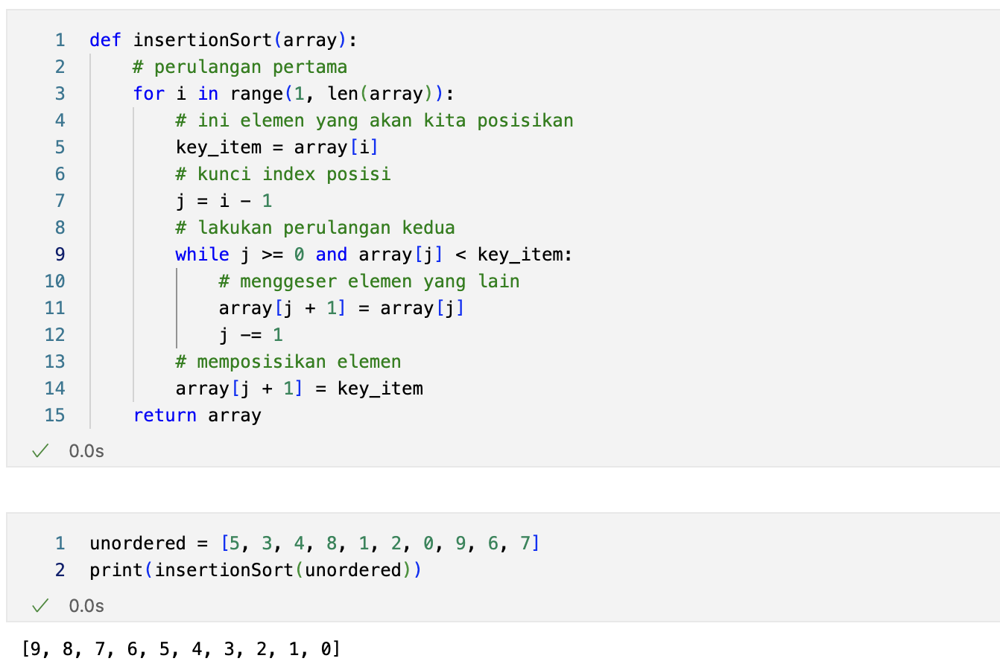 1 def insertionSort(array):
2 # perulangan pertama
3 for i in range(1, len(array)):
4 # ini elemen yang akan kita posisikan
5 key_item = array[i]
6 # kunci index posisi
7 j = i - 1
8 # lakukan perulangan kedua
9 while j >= 0 and array[j] < key_item:
10 # menggeser elemen yang lain
11 array[j + 1] = array[j]
12 j -= 1
13 # memposisikan elemen
14 array[j + 1] = key_item
15 return array
✓ 0.0s
1 unordered = [5, 3, 4, 8, 1, 2, 0, 9, 6, 7]
2 print(insertionSort(unordered))
✓ 0.0s
[9, 8, 7, 6, 5, 4, 3, 2, 1, 0]